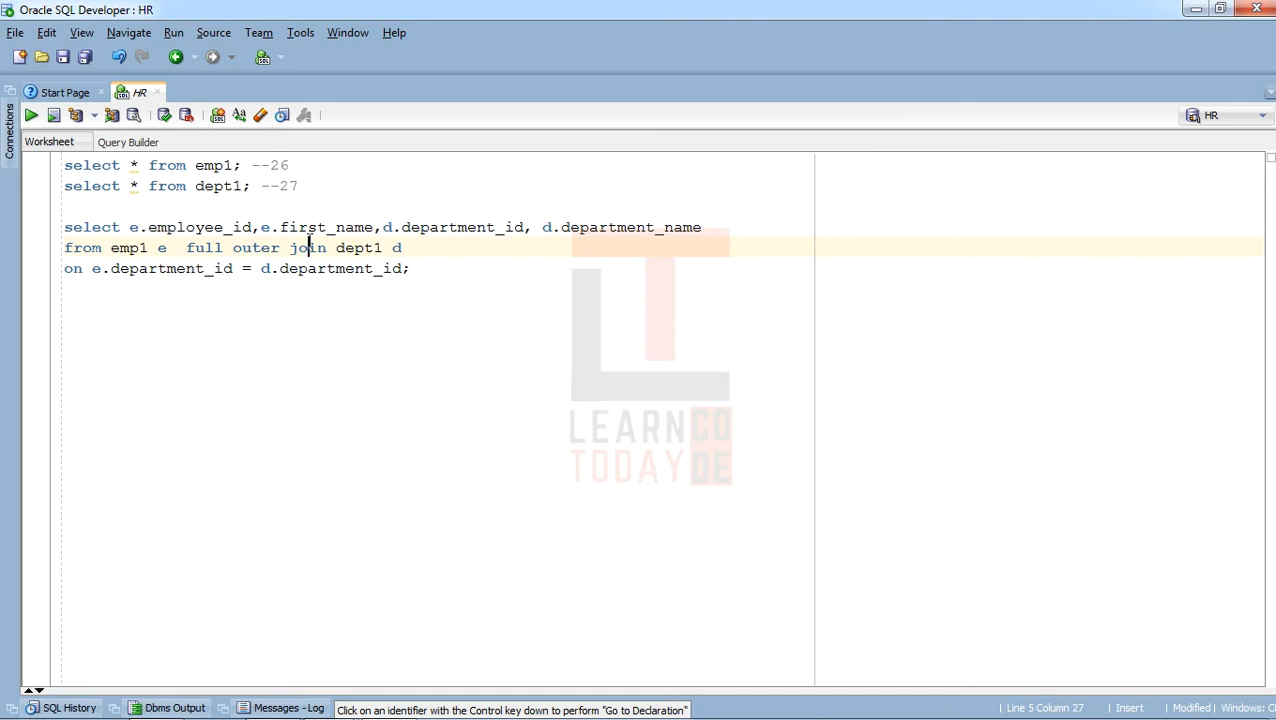 Oracle SQL Developer : HR
File Edit View Navigate Run Source Team Tools Window Help
Start Page HR
HR
Connections
Worksheet Query Builder
select * from emp1; --26
select * from dept1; --27
select e.employee_id,e.first_name,d.department_id, d.department_name
from emp1 e  full outer join dept1 d
on e.department_id = d.department_id;
LEARNCO
TODAYDE
SQL History Dbms Output Messages - Log Click on an identifier with the Control key down to perform "Go to Declaration" Line 5 Column 27 Insert Modified Windows: C